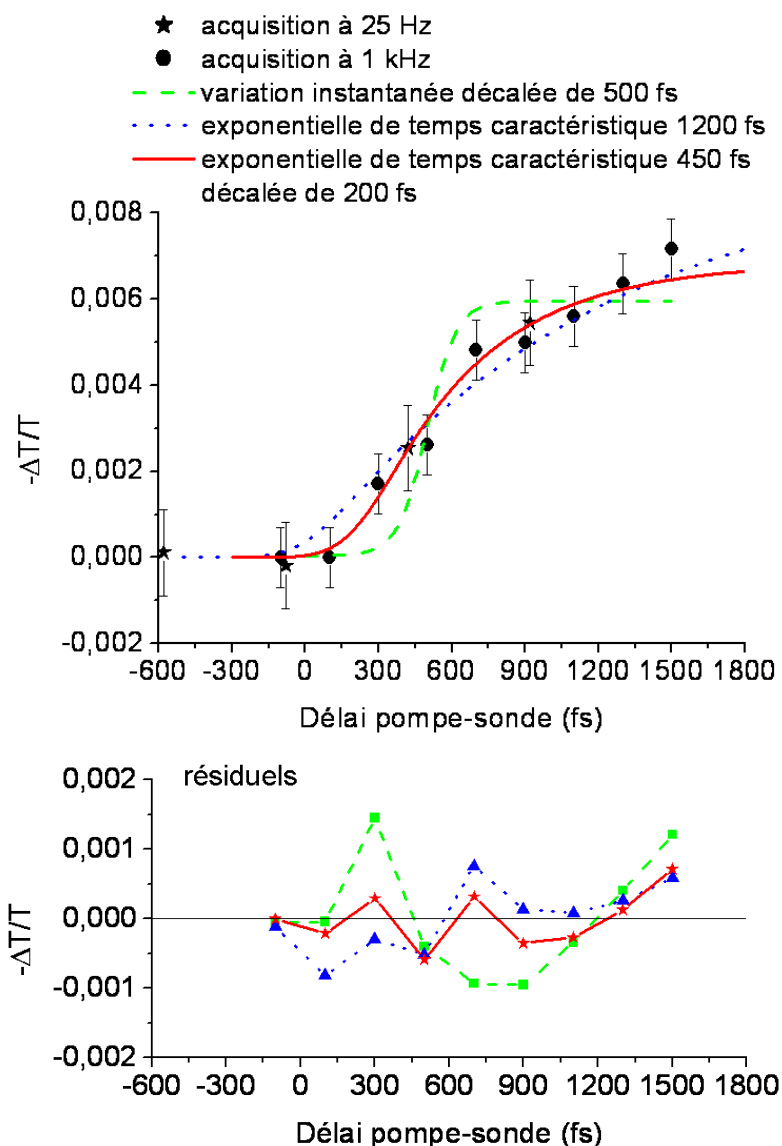 acquisition à 25 Hz
acquisition à 1 kHz
variation instantanée décalée de 500 fs
exponentielle de temps caractéristique 1200 fs
exponentielle de temps caractéristique 450 fs
décalée de 200 fs
0,008
0,006
0,004
0,002
0,000
-0,002
-ΔT/T
-600 -300 0 300 600 900 1200 1500 1800
Délai pompe-sonde (fs)
résiduels
0,002
0,001
0,000
-0,001
-0,002
-ΔT/T
-600 -300 0 300 600 900 1200 1500 1800
Délai pompe-sonde (fs)